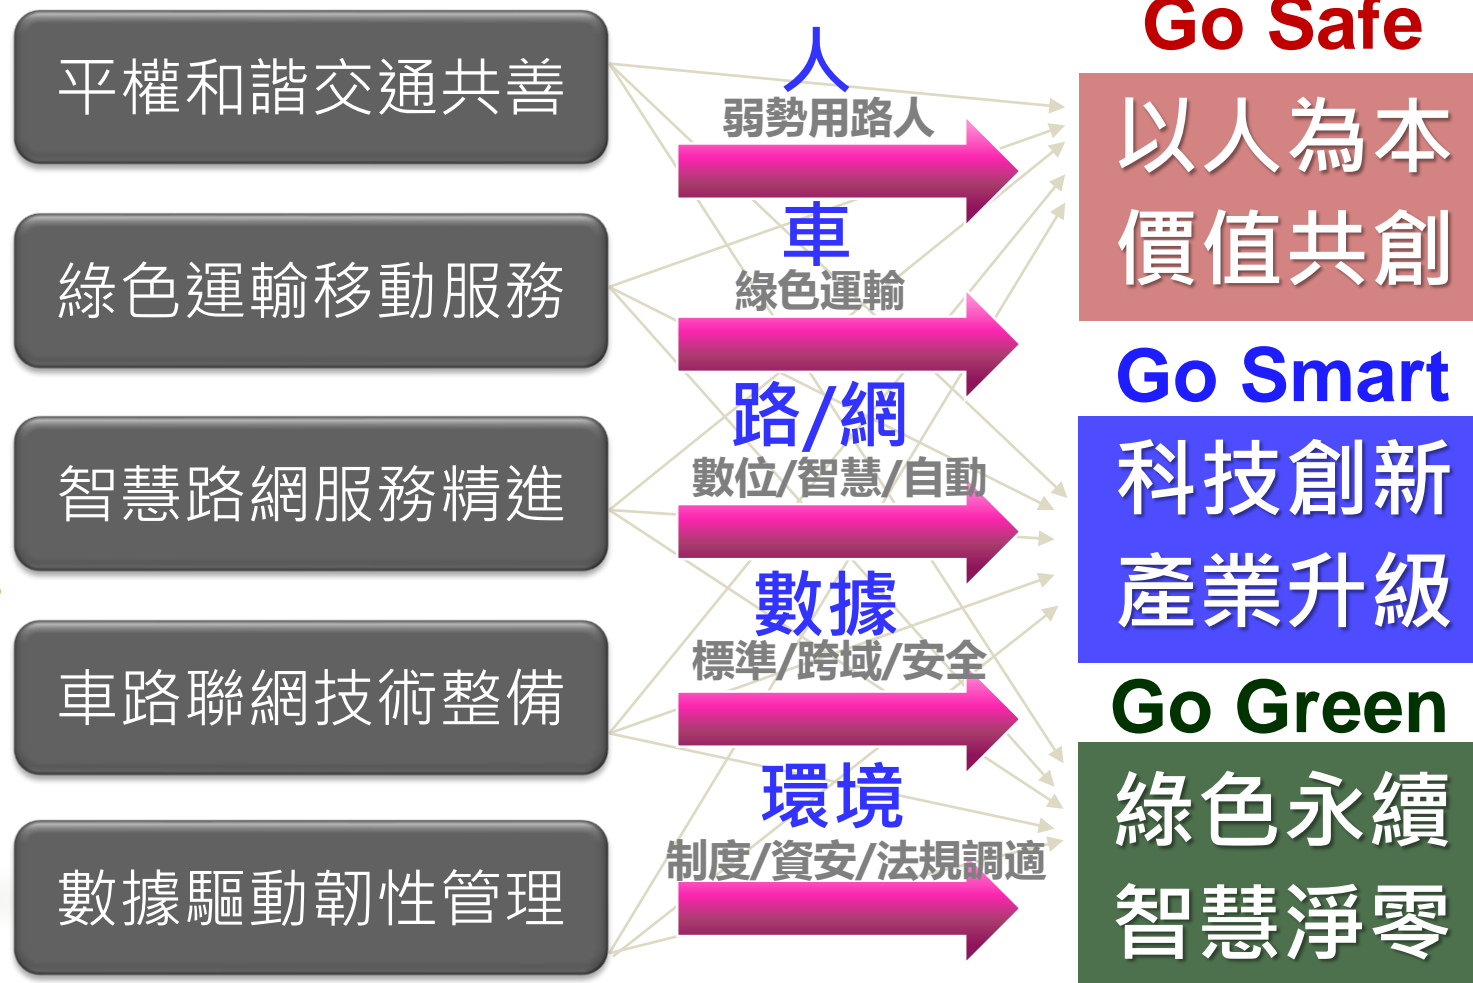 平權和諧交通共善
綠色運輸移動服務
智慧路網服務精進
車路聯網技術整備
數據驅動韌性管理
人
弱勢用路人
車
綠色運輸
路/網
數位/智慧/自動
數據
標準/跨域/安全
環境
制度/資安/法規調適
Go Safe
以人為本
價值共創
Go Smart
科技創新
產業升級
Go Green
綠色永續
智慧淨零